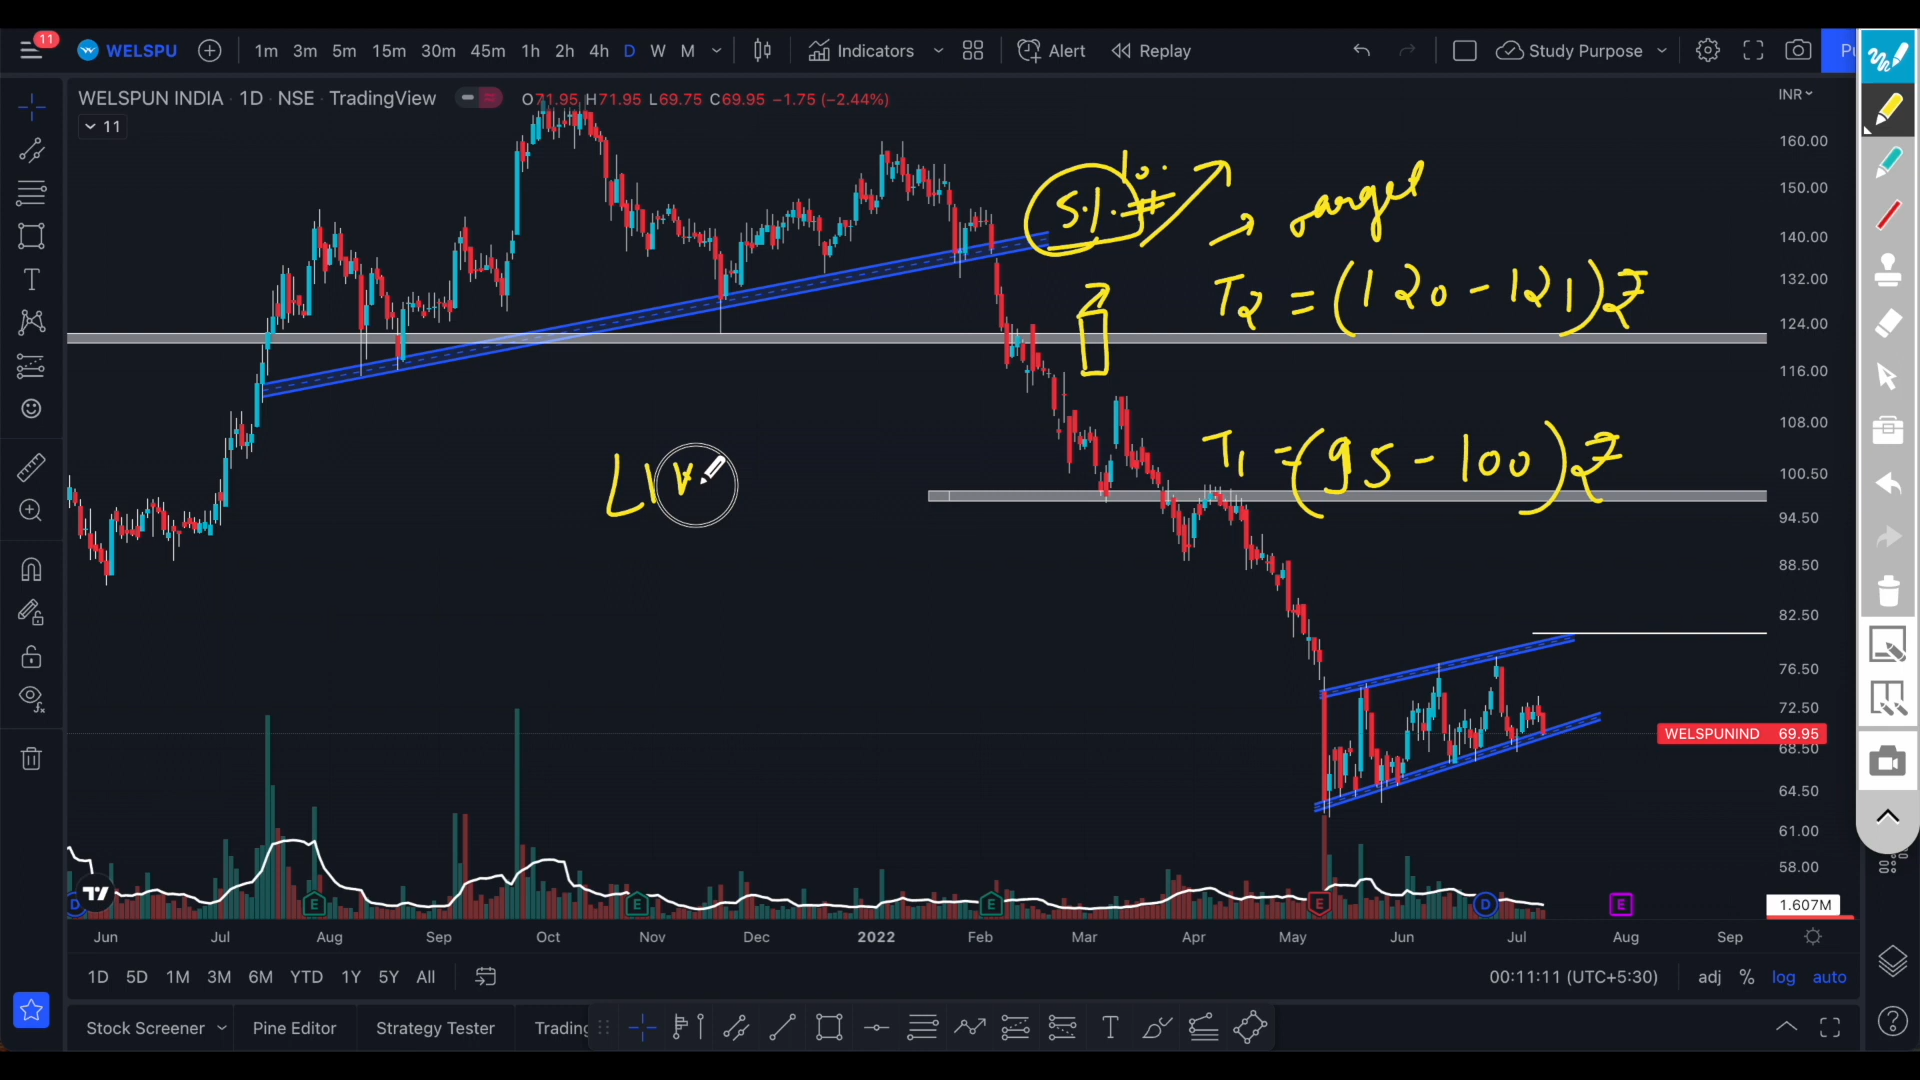 11
WELSPU 1m 3m 5m 15m 30m 45m 1h 2h 4h D W M Indicators Alert Replay Study Purpose Pu
WELSPUN INDIA · 1D · NSE · TradingView O71.95 H71.95 L69.75 C69.95 −1.75 (−2.44%) INR
11
160.00
150.00
140.00
132.00
124.00
116.00
108.00
100.50
94.50
88.50
82.50
76.50
72.50
WELSPUNIND 69.95
68.50
64.50
61.00
58.00
1.607M
10.
→
T2 = (120 - 121) ₹
T1 = (95 - 100) ₹
LIV
D E E E E D E
Jun Jul Aug Sep Oct Nov Dec 2022 Feb Mar Apr May Jun Jul Aug Sep
1D 5D 1M 3M 6M YTD 1Y 5Y All 00:11:11 (UTC+5:30) adj % log auto
Stock Screener Pine Editor Strategy Tester Trading